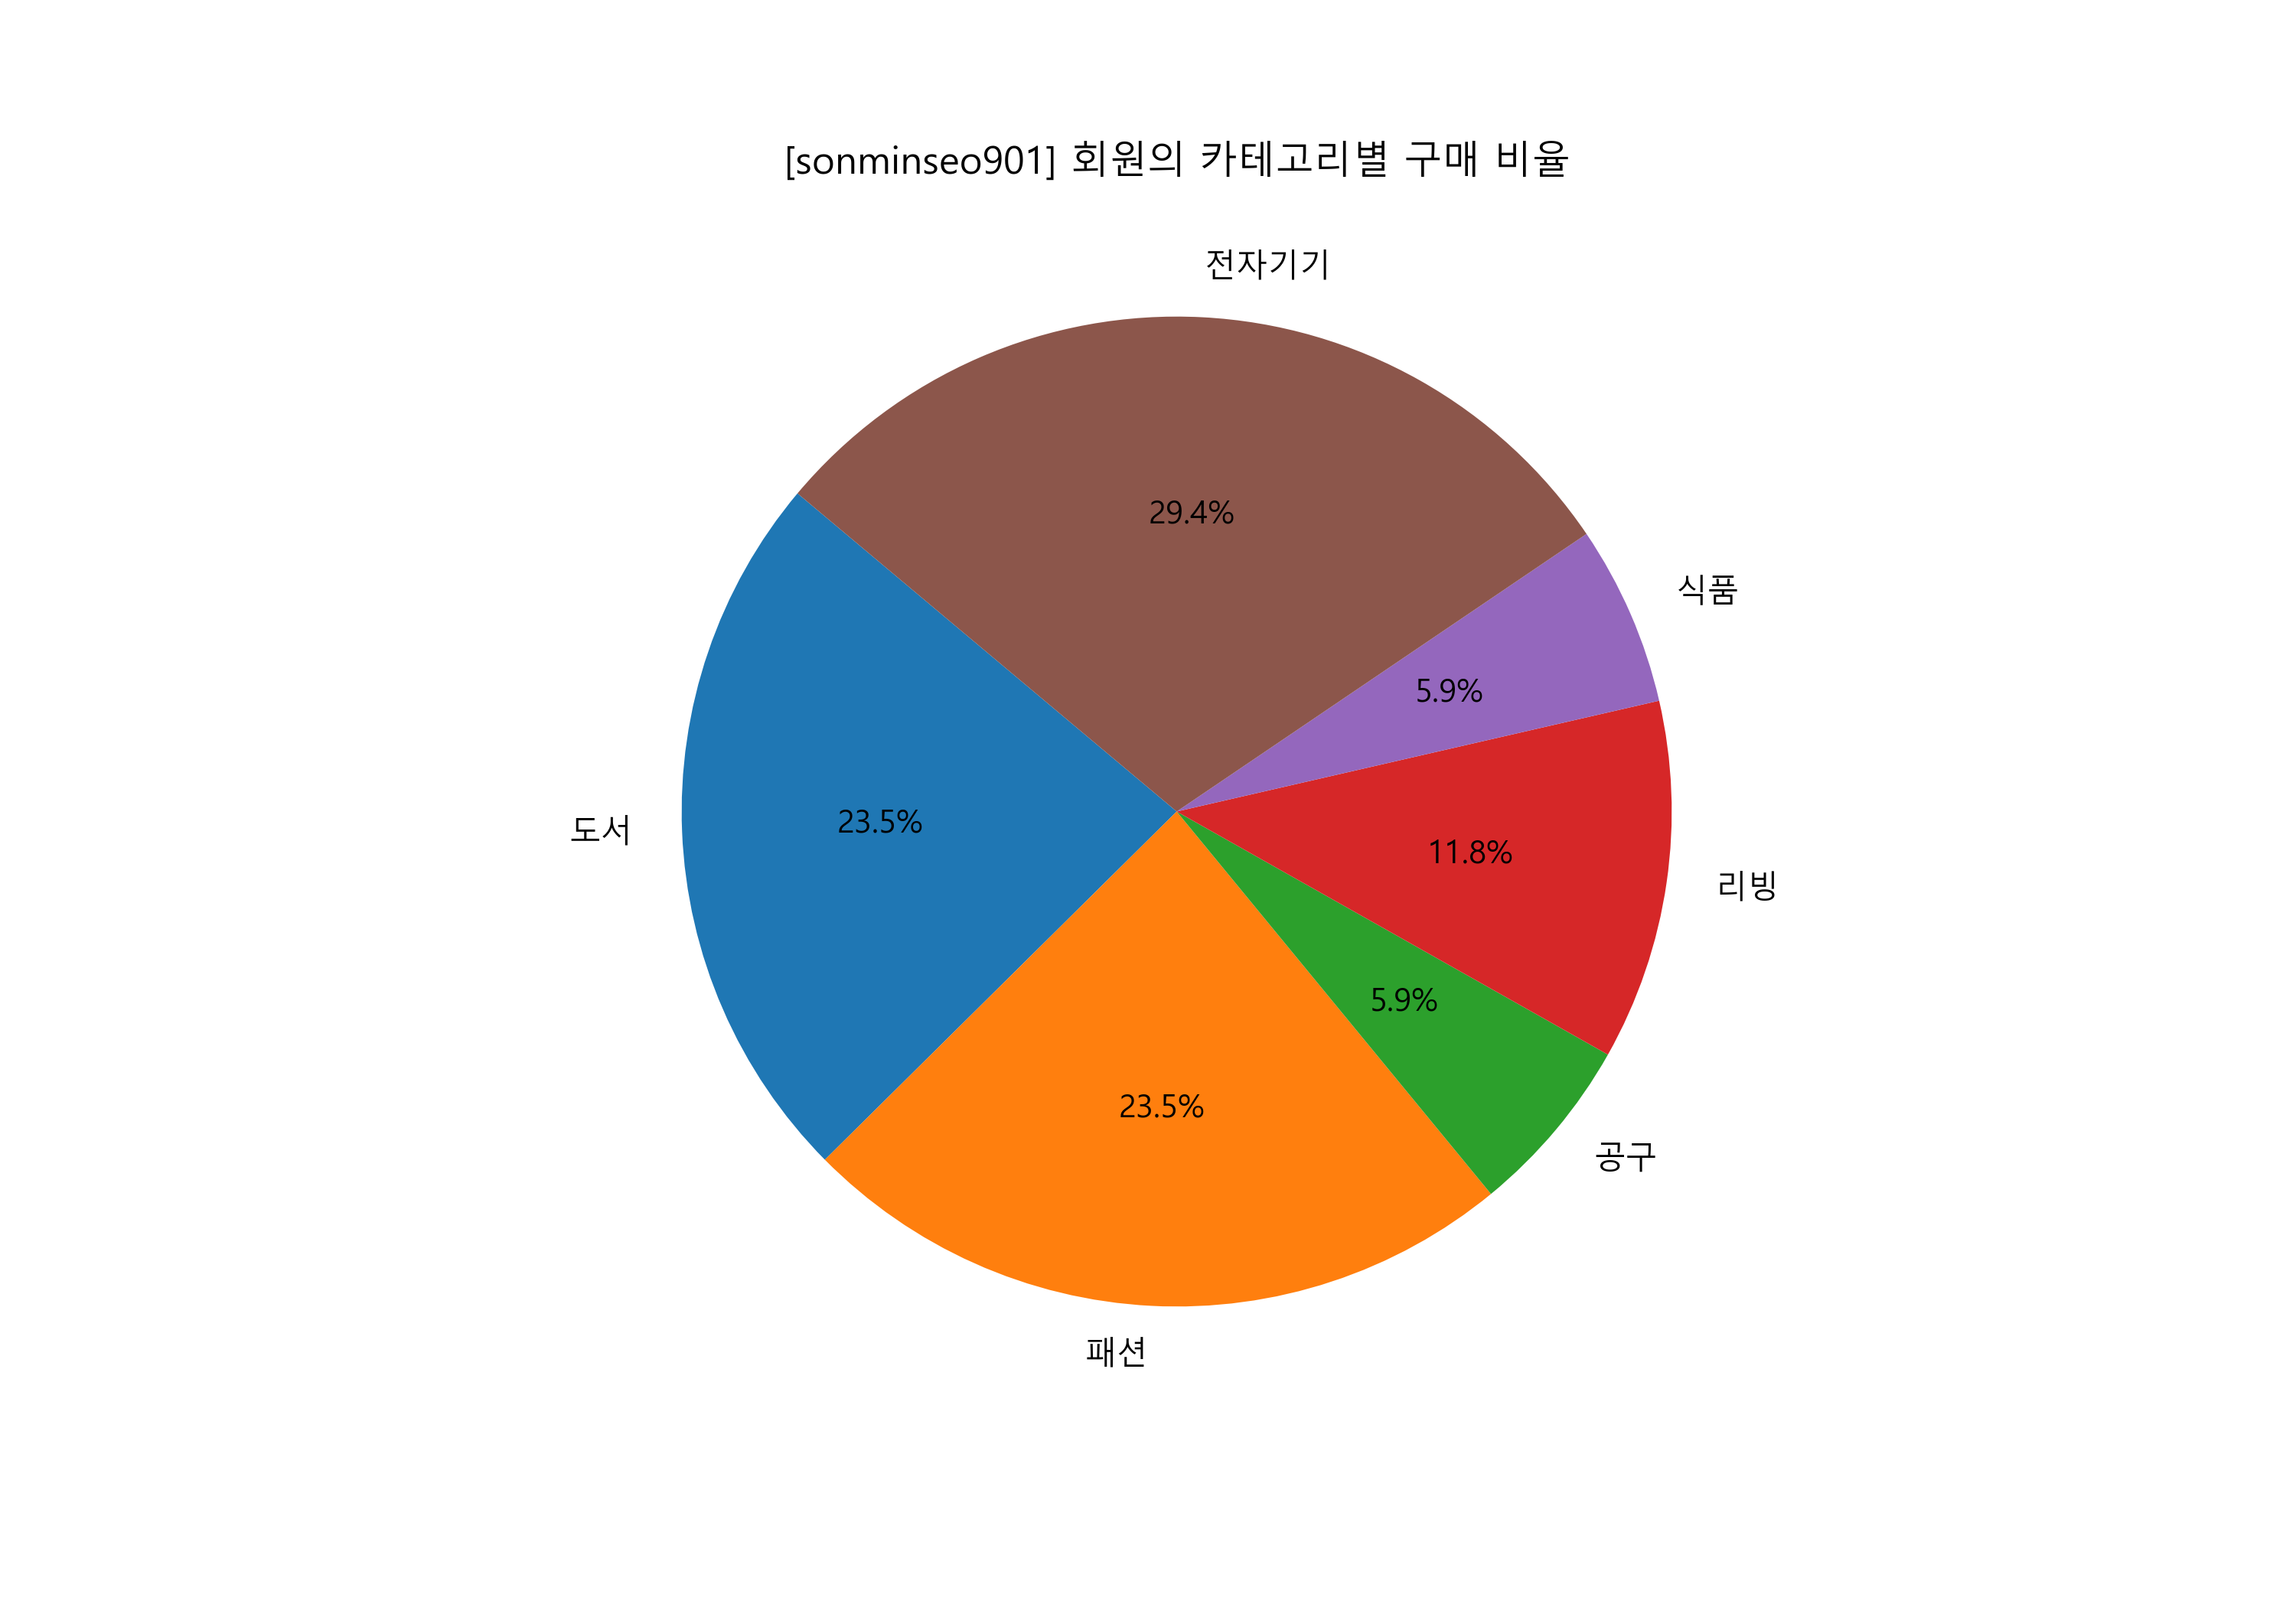 [sonminseo901] 회원의 카테고리별 구매 비율
전자기기
29.4%
식품
5.9%
도서
23.5%
11.8%
리빙
5.9%
공구
23.5%
패션